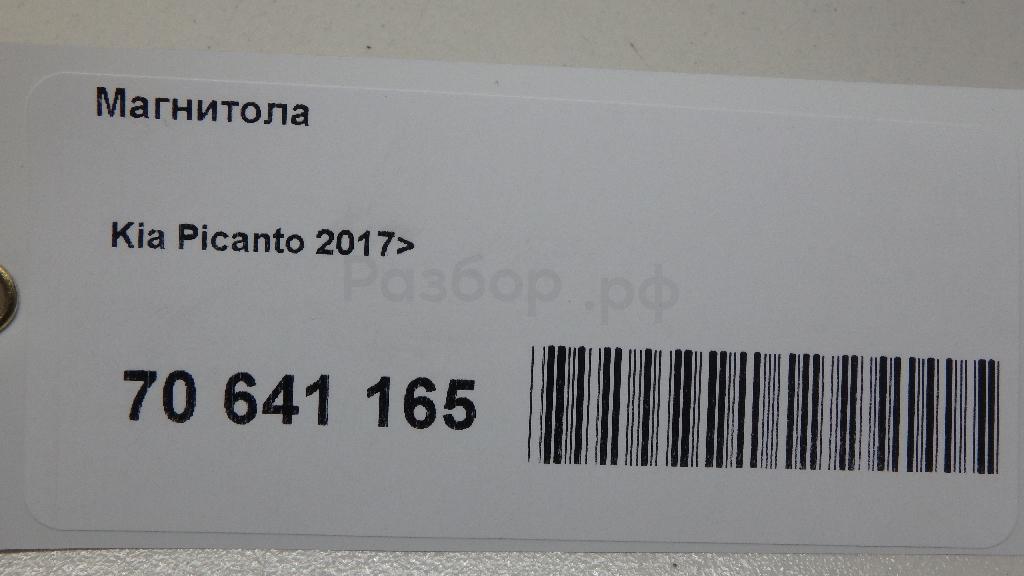 Магнитола
Kia Picanto 2017>
Разбор.рф
70 641 165